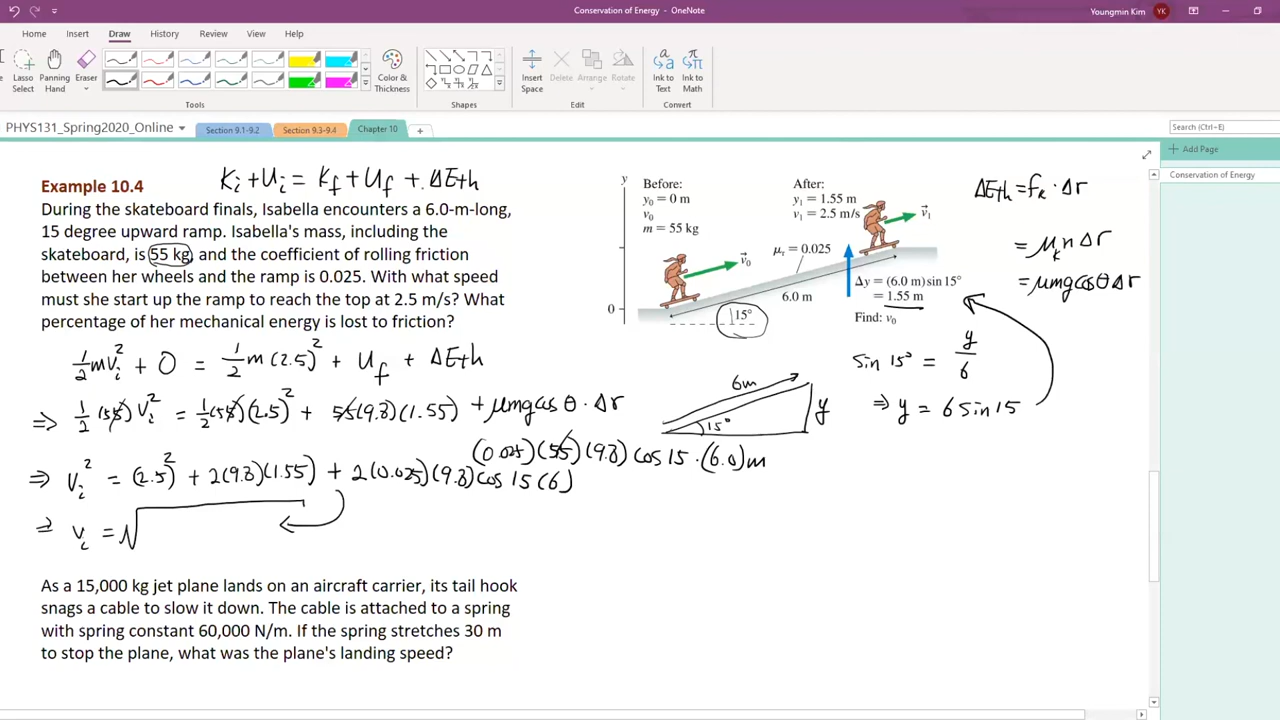 Conservation of Energy - OneNote
Youngmin Kim YK
Home Insert Draw History Review View Help
Lasso Select
Panning Hand
Eraser
Color & Thickness
Insert Space
Delete
Arrange
Rotate
Ink to Text
Ink to Math
Tools
Shapes
Edit
Convert
PHYS131_Spring2020_Online
Section 9.1-9.2
Section 9.3-9.4
Chapter 10
Search (Ctrl+E)
Add Page
Conservation of Energy
Example 10.4
Ki + Ui = Kf + Uf + ΔEth
During the skateboard finals, Isabella encounters a 6.0-m-long,
15 degree upward ramp. Isabella's mass, including the
skateboard, is 55 kg, and the coefficient of rolling friction
between her wheels and the ramp is 0.025. With what speed
must she start up the ramp to reach the top at 2.5 m/s? What
percentage of her mechanical energy is lost to friction?
y
Before:
y₀ = 0 m
v₀
m = 55 kg
After:
y₁ = 1.55 m
v₁ = 2.5 m/s
v⃗₁
μᵣ = 0.025
v⃗₀
6.0 m
Δy = (6.0 m) sin 15°
= 1.55 m
0
15°
Find: v₀
ΔEth = fk · Δr
= μk n Δr
= μmg cosθ Δr
½mvi² + 0 = ½m(2.5)² + Uf + ΔEth
⇒ ½(55)vi² = ½(55)(2.5)² + 55(9.8)(1.55) + μmg cos θ · Δr
(0.025)(55)(9.8) cos 15 · (6.0)m
⇒ vi² = (2.5)² + 2(9.8)(1.55) + 2(0.025)(9.8) cos 15 (6)
⇒ vi = √
6m
15°
y
sin 15° = y/6
⇒ y = 6 sin 15
As a 15,000 kg jet plane lands on an aircraft carrier, its tail hook
snags a cable to slow it down. The cable is attached to a spring
with spring constant 60,000 N/m. If the spring stretches 30 m
to stop the plane, what was the plane's landing speed?